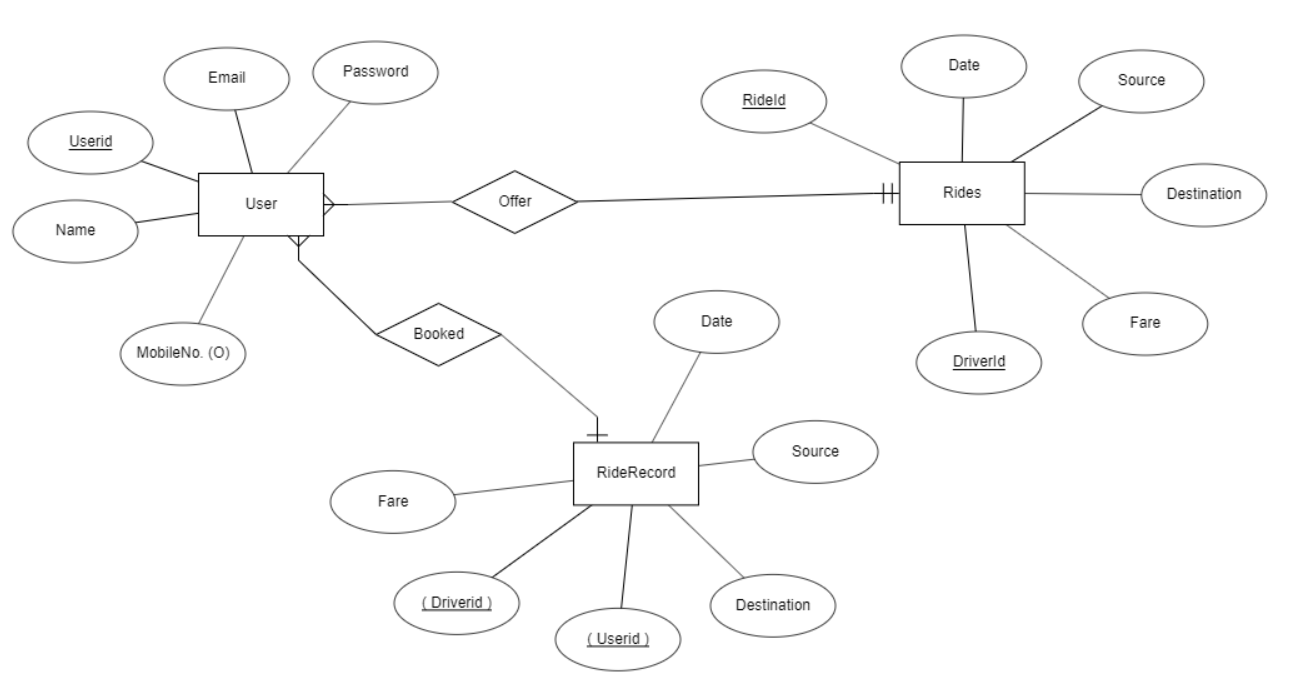 Email
Password
Userid
User
Name
MobileNo. (O)
Offer
RideId
Date
Source
Rides
Destination
Fare
DriverId
Booked
Date
RideRecord
Source
Fare
( Driverid )
( Userid )
Destination